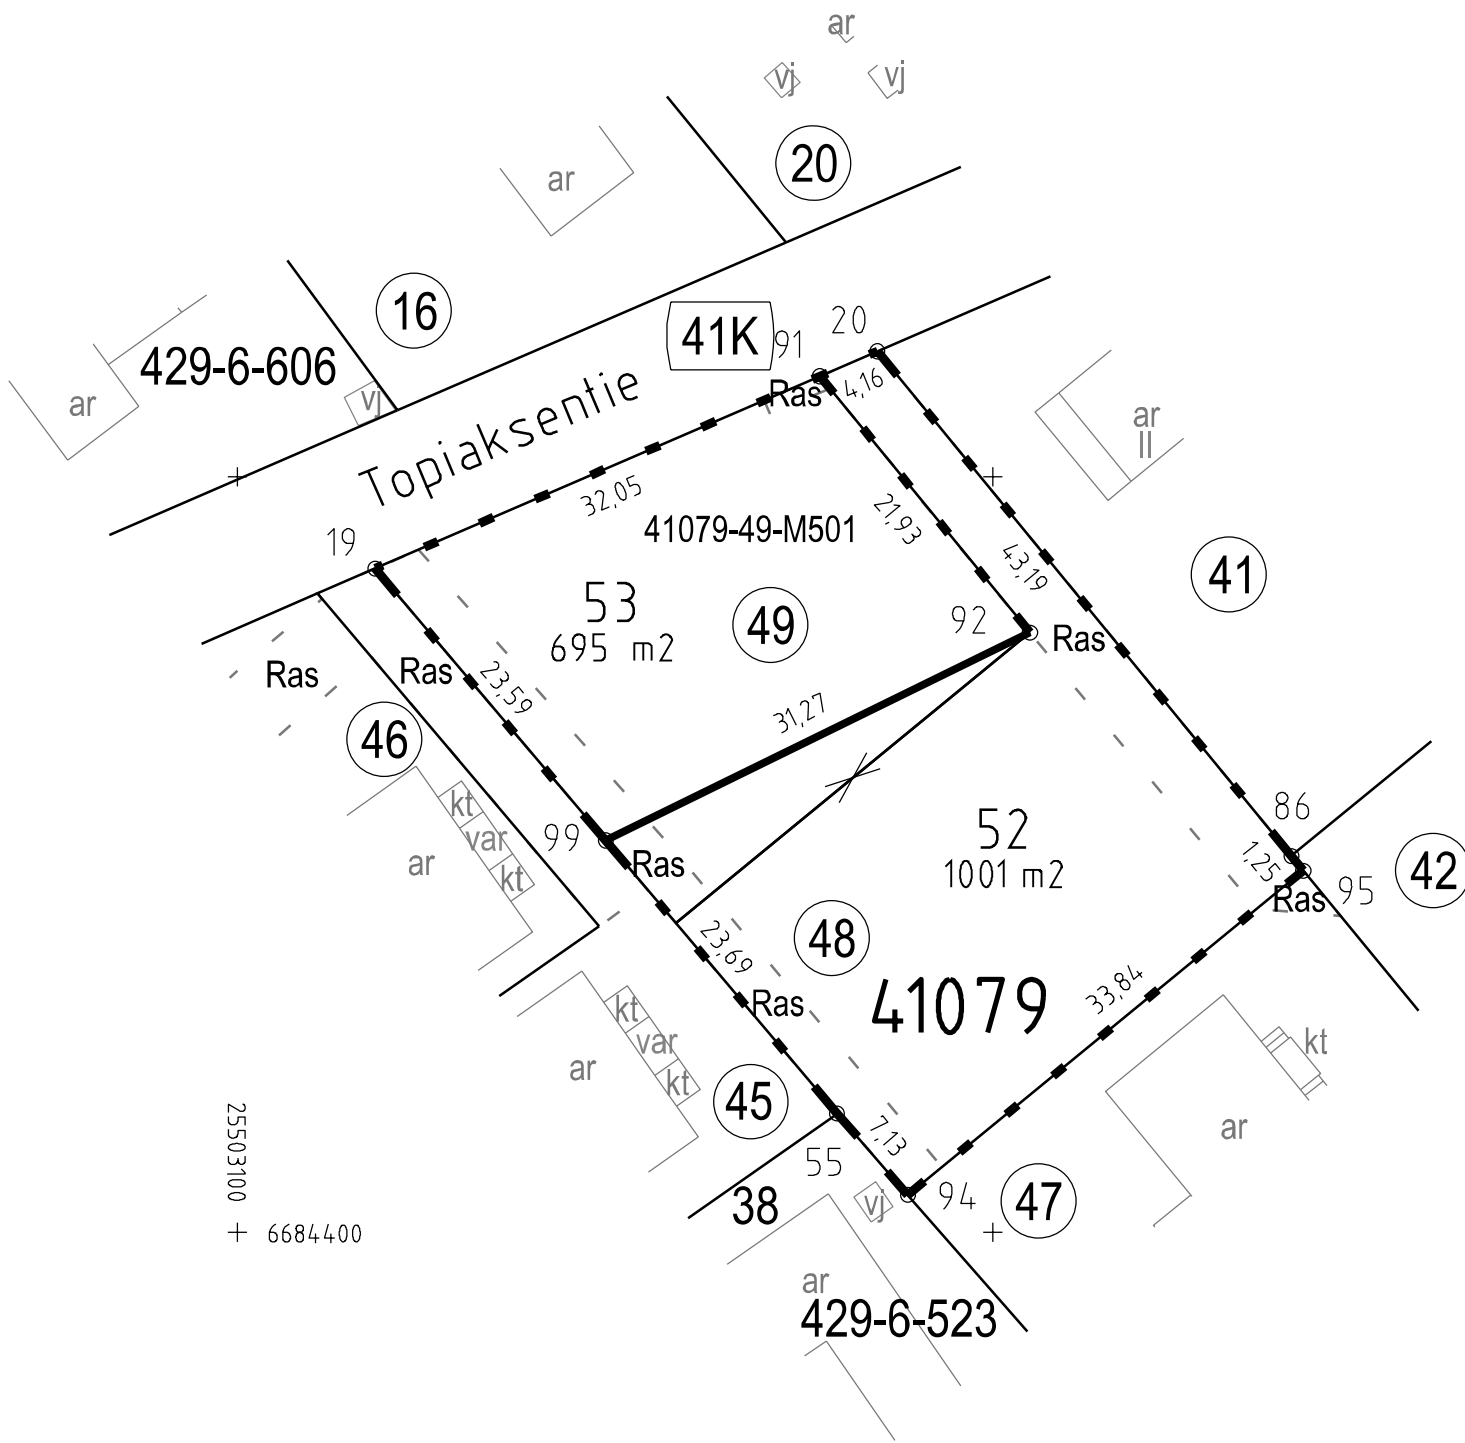 ar
vj
vj
20
ar
16
41K
91
20
429-6-606
vj
ar
Topiaksentie
Ras
4,16
ar
II
32,05
21,93
41079-49-M501
19
43,19
41
53
695 m2
49
92
Ras
Ras
Ras
23,59
31,27
46
kt
var
kt
ar
99
Ras
52
1001 m2
86
1,25
Ras
95
42
48
23,69
Ras
41079
33,84
kt
var
kt
ar
kt
ar
45
55
7,13
38
vj
94
47
25503100
6684400
ar
429-6-523